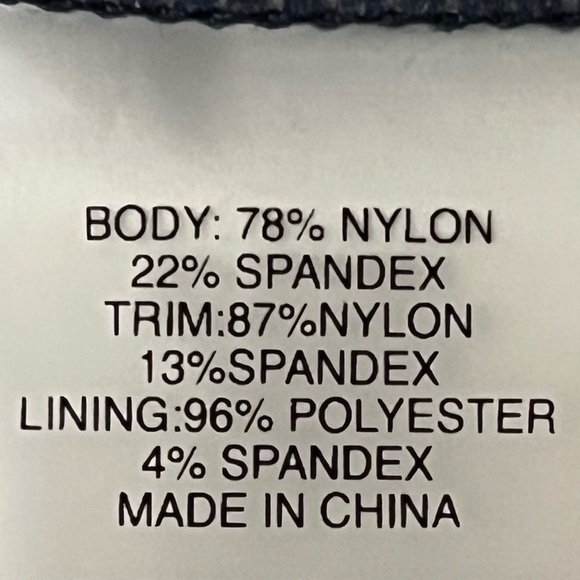 BODY: 78% NYLON
22% SPANDEX
TRIM:87%NYLON
13%SPANDEX
LINING:96% POLYESTER
4% SPANDEX
MADE IN CHINA